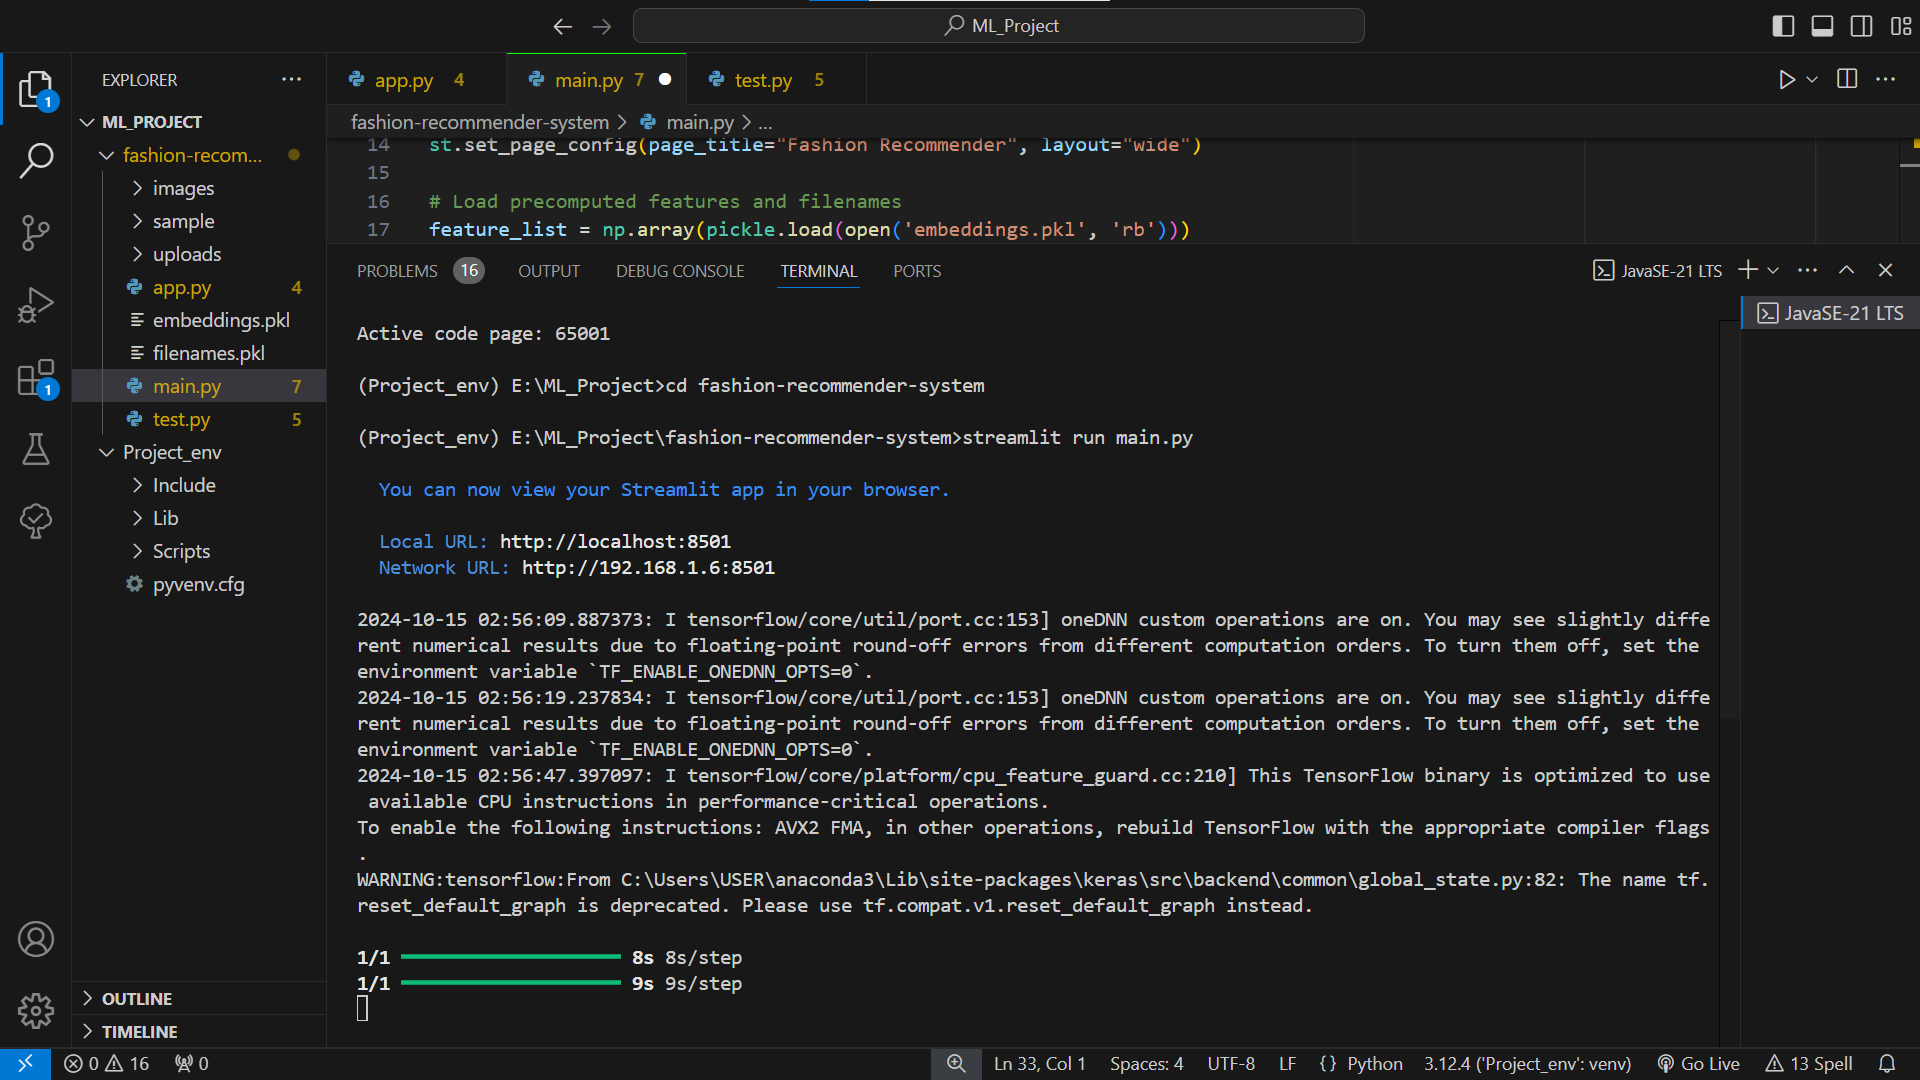 ML_Project
EXPLORER
app.py 4
main.py 7
test.py 5
fashion-recommender-system > main.py > ...
1
ML_PROJECT
fashion-recom...
images
sample
uploads
app.py 4
embeddings.pkl
filenames.pkl
main.py 7
test.py 5
Project_env
Include
Lib
Scripts
pyvenv.cfg
1
OUTLINE
TIMELINE
14 st.set_page_config(page_title="Fashion Recommender", layout="wide")
15
16 # Load precomputed features and filenames
17 feature_list = np.array(pickle.load(open('embeddings.pkl', 'rb')))
PROBLEMS 16 OUTPUT DEBUG CONSOLE TERMINAL PORTS
JavaSE-21 LTS
JavaSE-21 LTS
Active code page: 65001
(Project_env) E:\ML_Project>cd fashion-recommender-system
(Project_env) E:\ML_Project\fashion-recommender-system>streamlit run main.py
You can now view your Streamlit app in your browser.
Local URL: http://localhost:8501
Network URL: http://192.168.1.6:8501
2024-10-15 02:56:09.887373: I tensorflow/core/util/port.cc:153] oneDNN custom operations are on. You may see slightly diffe
rent numerical results due to floating-point round-off errors from different computation orders. To turn them off, set the
environment variable `TF_ENABLE_ONEDNN_OPTS=0`.
2024-10-15 02:56:19.237834: I tensorflow/core/util/port.cc:153] oneDNN custom operations are on. You may see slightly diffe
rent numerical results due to floating-point round-off errors from different computation orders. To turn them off, set the
environment variable `TF_ENABLE_ONEDNN_OPTS=0`.
2024-10-15 02:56:47.397097: I tensorflow/core/platform/cpu_feature_guard.cc:210] This TensorFlow binary is optimized to use
available CPU instructions in performance-critical operations.
To enable the following instructions: AVX2 FMA, in other operations, rebuild TensorFlow with the appropriate compiler flags
.
WARNING:tensorflow:From C:\Users\USER\anaconda3\Lib\site-packages\keras\src\backend\common\global_state.py:82: The name tf.
reset_default_graph is deprecated. Please use tf.compat.v1.reset_default_graph instead.
1/1 8s 8s/step
1/1 9s 9s/step
0 16 0 Ln 33, Col 1 Spaces: 4 UTF-8 LF {} Python 3.12.4 ('Project_env': venv) Go Live 13 Spell